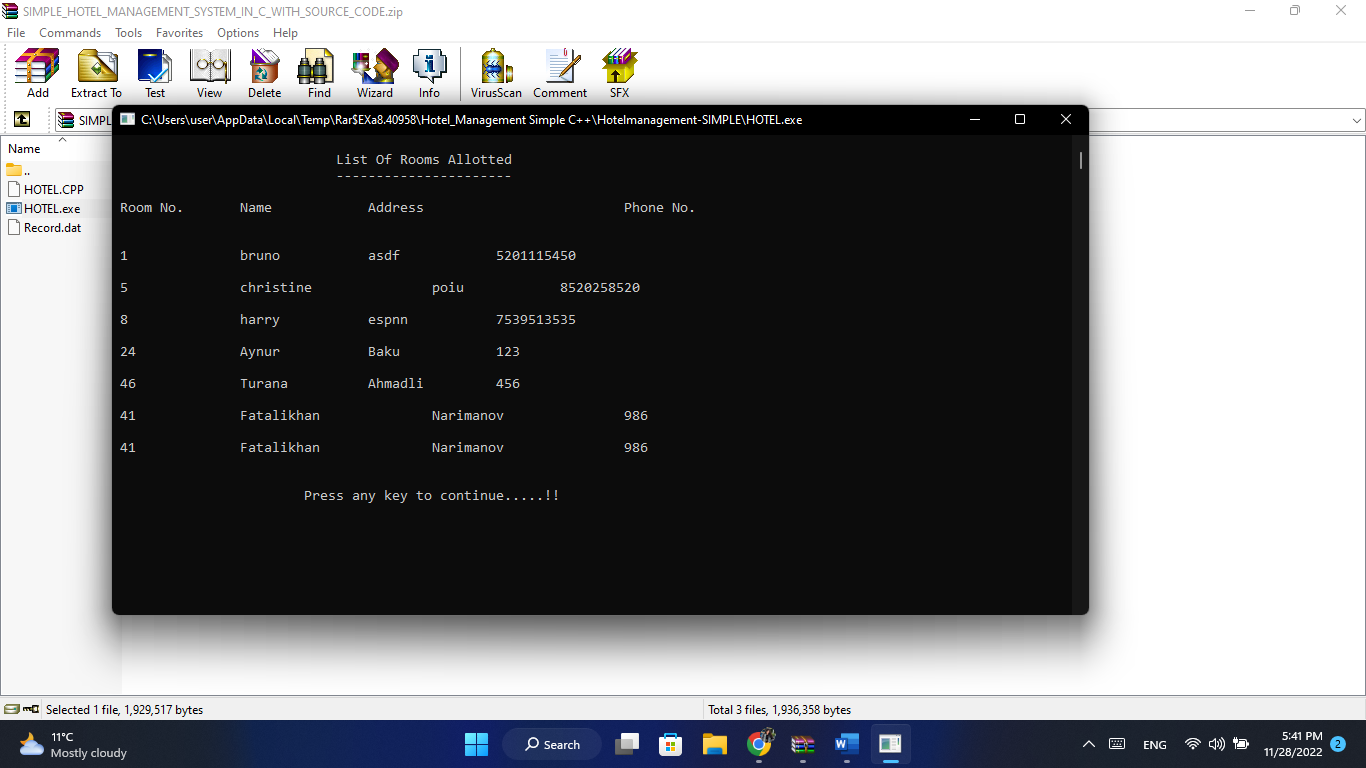 SIMPLE_HOTEL_MANAGEMENT_SYSTEM_IN_C_WITH_SOURCE_CODE.zip
File Commands Tools Favorites Options Help
Add Extract To Test View Delete Find Wizard Info VirusScan Comment SFX
SIMPL
C:\Users\user\AppData\Local\Temp\Rar$EXa8.40958\Hotel_Management Simple C++\Hotelmanagement-SIMPLE\HOTEL.exe
Name
..
HOTEL.CPP
HOTEL.exe
Record.dat
List Of Rooms Allotted
----------------------
Room No. Name Address Phone No.
1 bruno asdf 5201115450
5 christine poiu 8520258520
8 harry espnn 7539513535
24 Aynur Baku 123
46 Turana Ahmadli 456
41 Fatalikhan Narimanov 986
41 Fatalikhan Narimanov 986
Press any key to continue.....!!
Selected 1 file, 1,929,517 bytes Total 3 files, 1,936,358 bytes
11°C
Mostly cloudy
Search
ENG
5:41 PM
11/28/2022
2